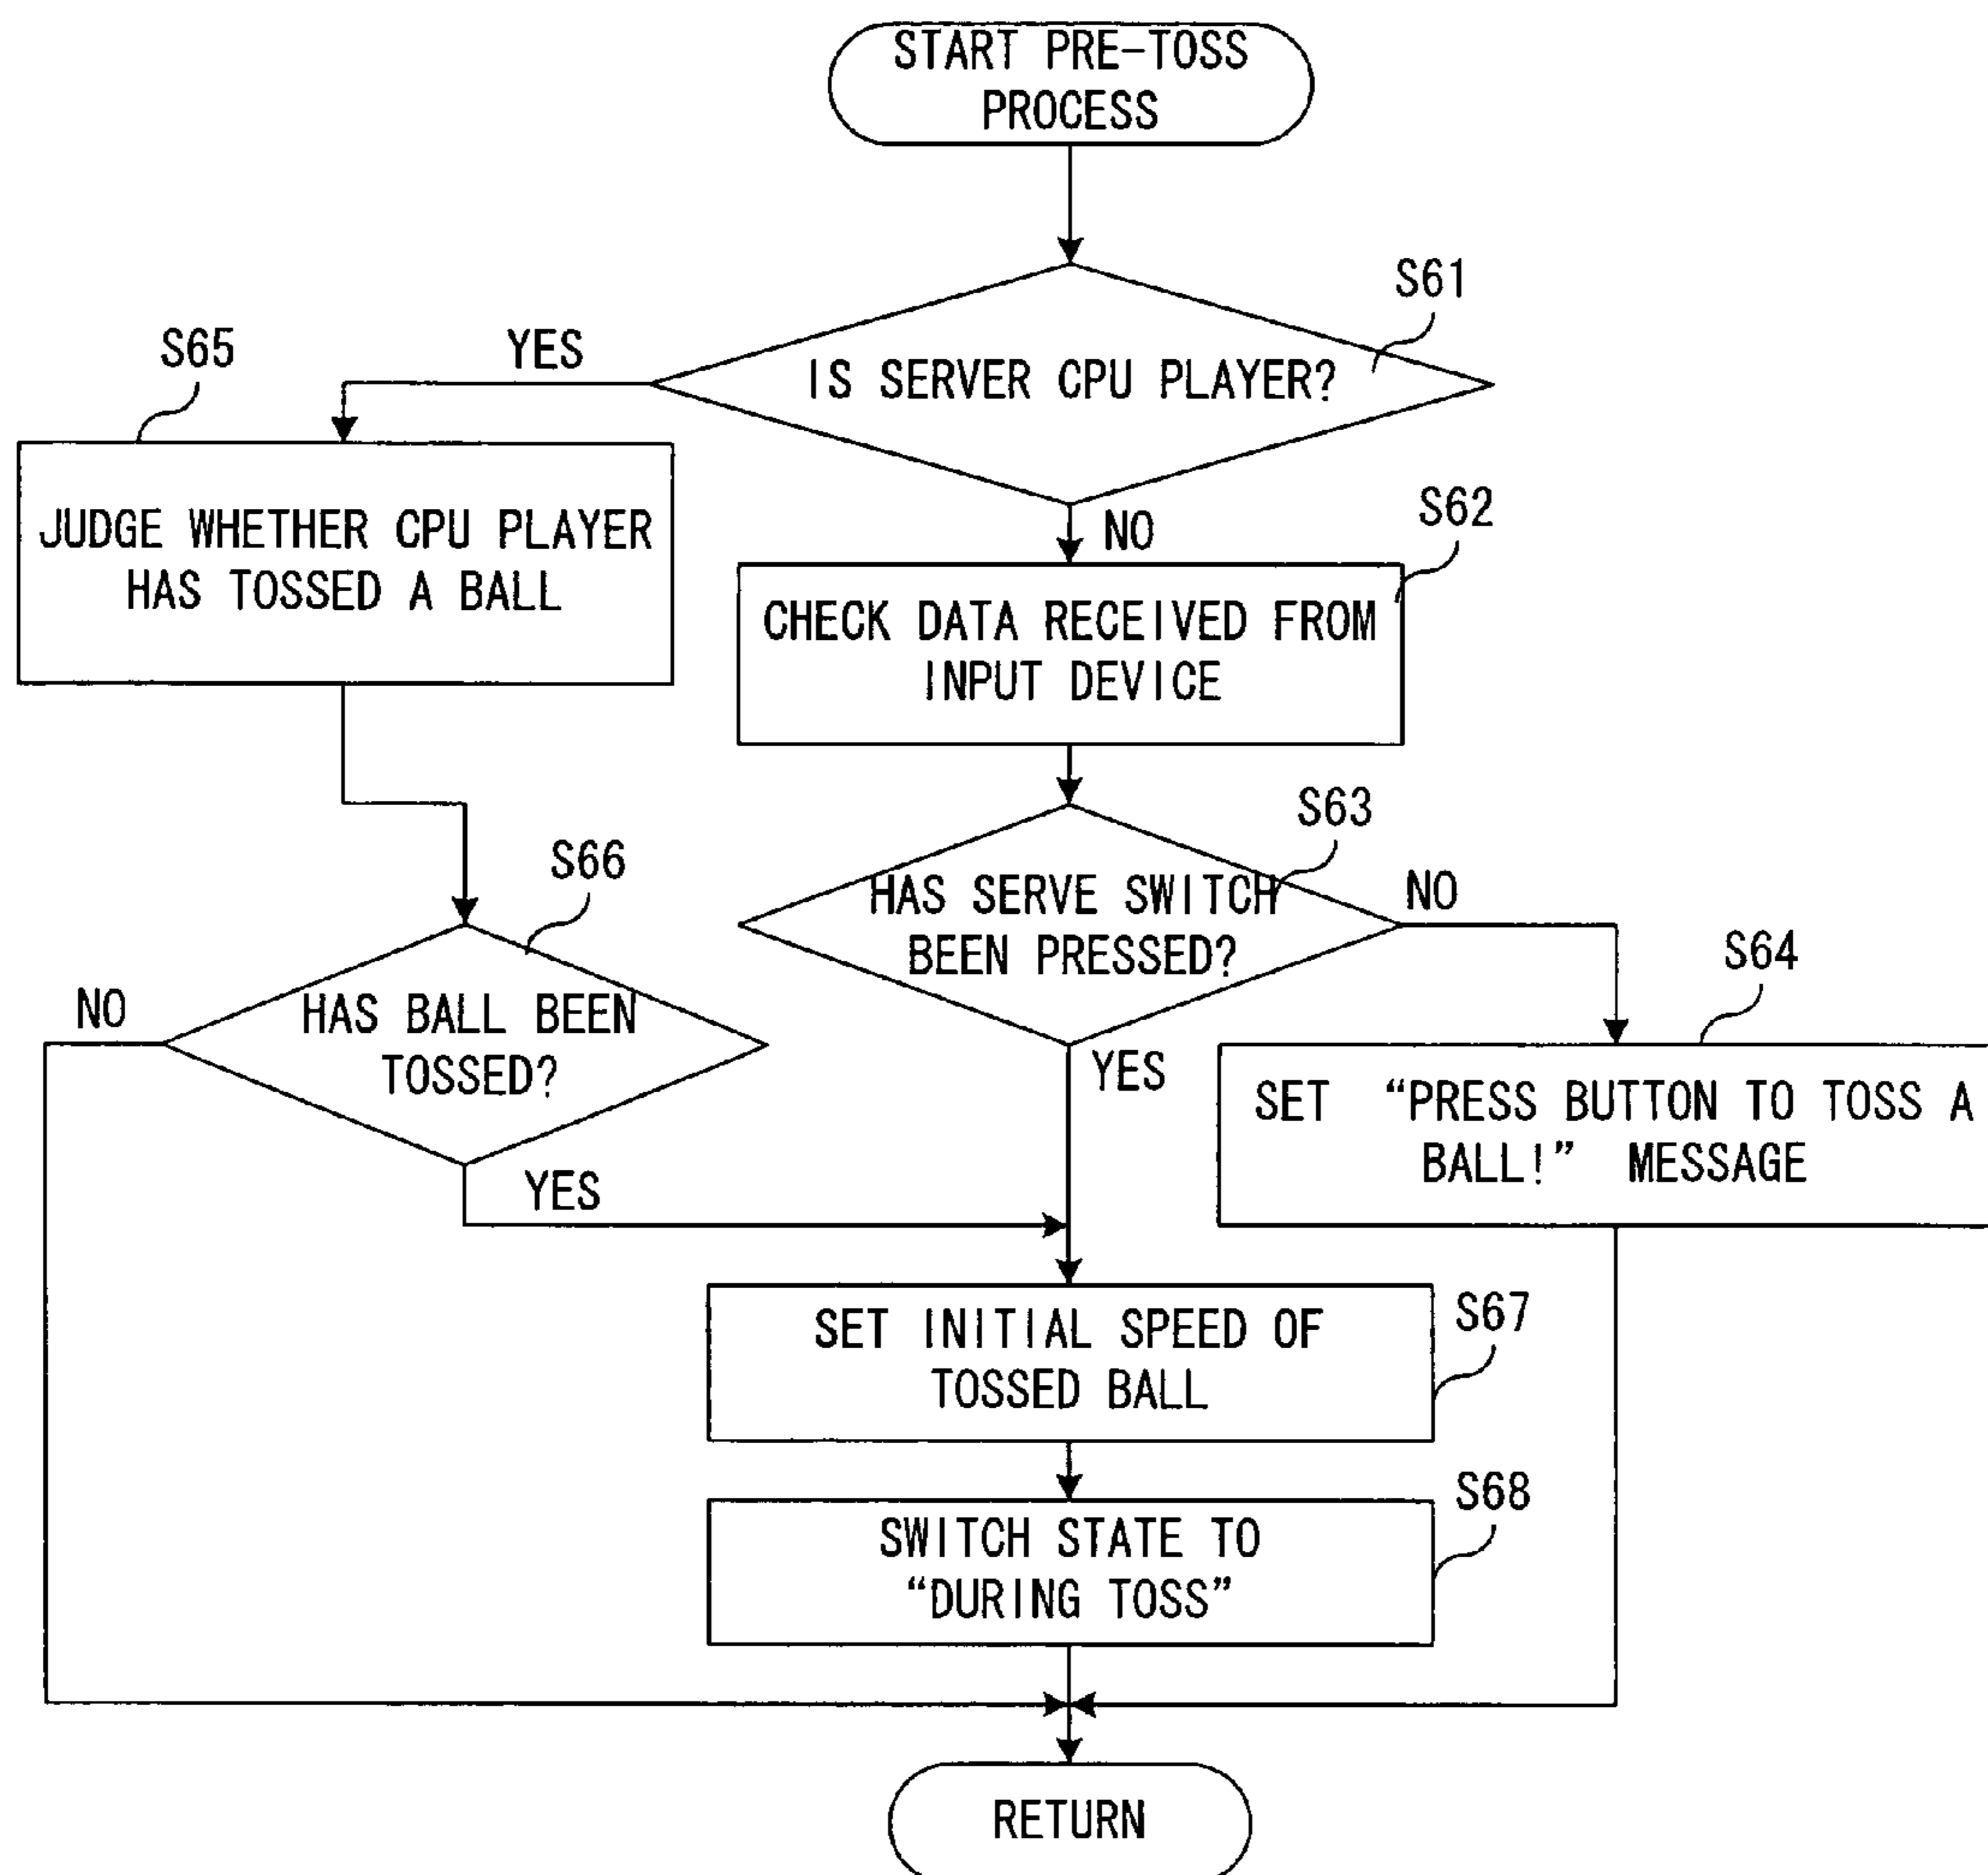 START PRE-TOSS
PROCESS
S61
IS SERVER CPU PLAYER?
YES
S65
JUDGE WHETHER CPU PLAYER
HAS TOSSED A BALL
NO
S62
CHECK DATA RECEIVED FROM
INPUT DEVICE
S63
HAS SERVE SWITCH
BEEN PRESSED?
NO
S66
HAS BALL BEEN
TOSSED?
NO
YES
S64
SET “PRESS BUTTON TO TOSS A
BALL!” MESSAGE
YES
SET INITIAL SPEED OF
TOSSED BALL
S67
SWITCH STATE TO
“DURING TOSS”
S68
RETURN